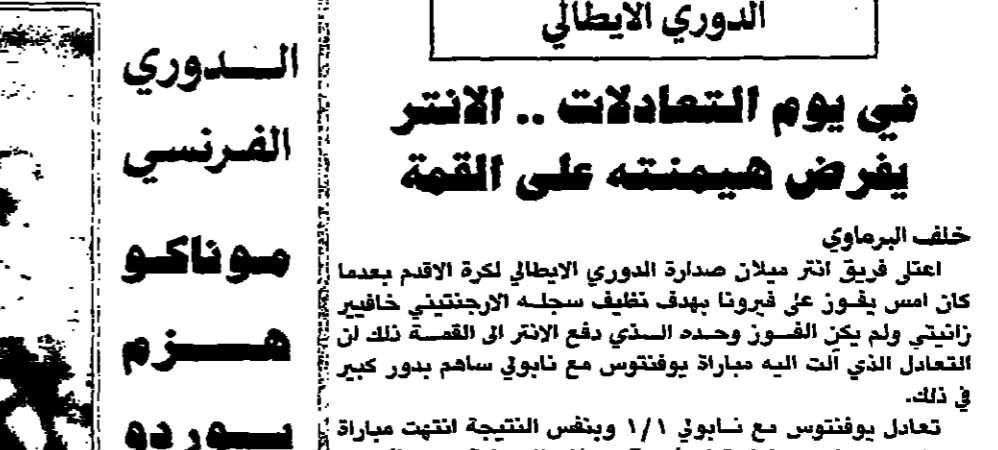 الدوري الايطالي
في يوم التعادلات .. الانتر
يفرض هيمنته على القمة
خلف البرماوي
اعتلى فريق انتر ميلان صدارة الدوري الايطالي لكرة الاقدم بعدما
كان امس يفوز على فيرونا بهدف نظيف سجله الارجنتيني خافيير
زانيتي ولم يكن الفوز وحده الذي دفع الانتر الى القمة ذلك لن
التعادل الذي آلت اليه مباراة يوفنتوس مع نابولي ساهم بدور كبير
في ذلك.
تعادل يوفنتوس مع نابولي ١/١ وبنفس النتيجة انتهت مباراة
الدوري
الفرنسي
موناكو
هزم
بوردو